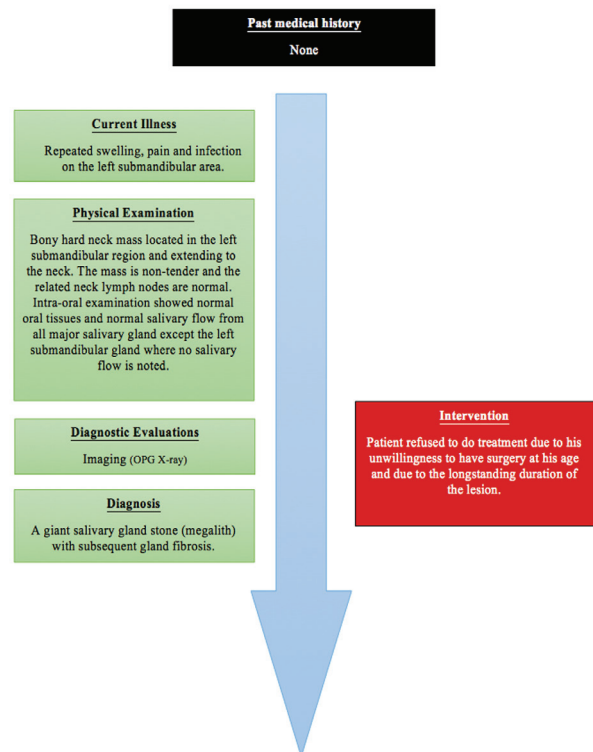 Past medical history
None
Current Illness
Repeated swelling, pain and infection
on the left submandibular area.
Physical Examination
Bony hard neck mass located in the left
submandibular region and extending to
the neck. The mass is non-tender and the
related neck lymph nodes are normal.
Intra-oral examination showed normal
oral tissues and normal salivary flow from
all major salivary gland except the left
submandibular gland where no salivary
flow is noted.
Diagnostic Evaluations
Imaging (OPG X-ray)
Diagnosis
A giant salivary gland stone (megalith)
with subsequent gland fibrosis.
Intervention
Patient refused to do treatment due to his
unwillingness to have surgery at his age
and due to the longstanding duration of
the lesion.